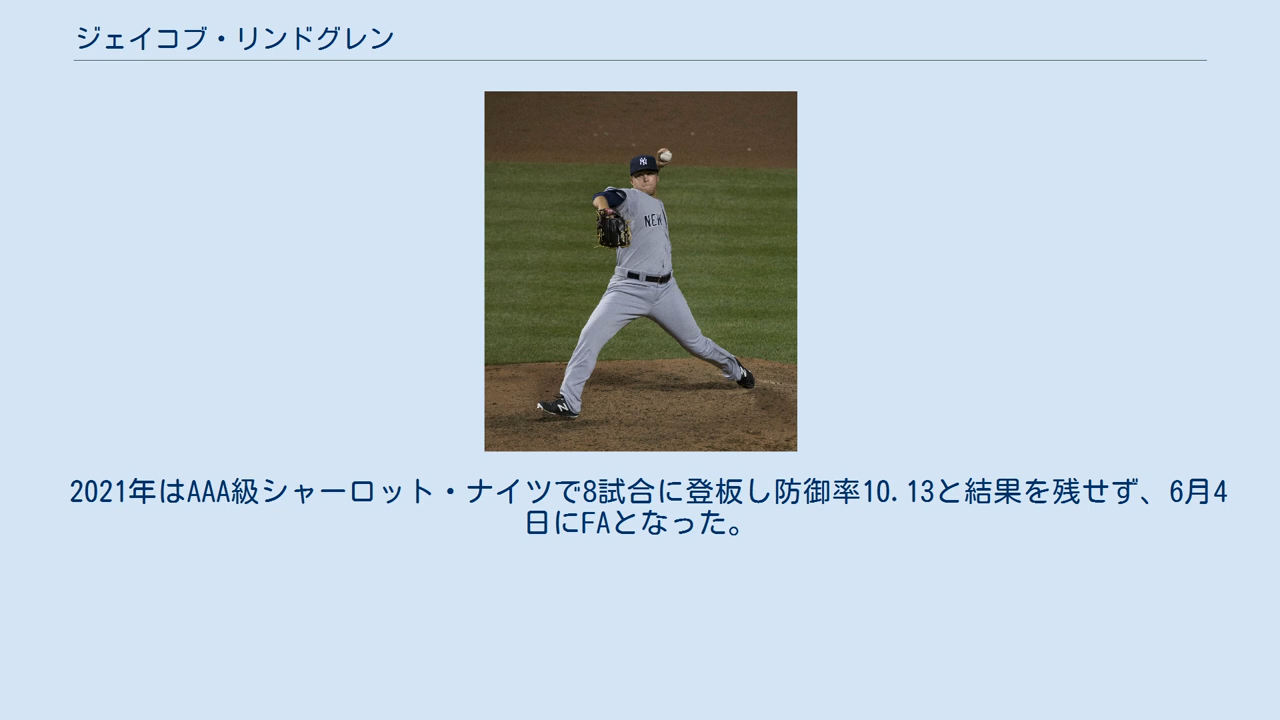 ジェイコブ・リンドグレン
NEW
2021年はAAA級シャーロット・ナイツで8試合に登板し防御率10.13と結果を残せず、6月4
日にFAとなった。